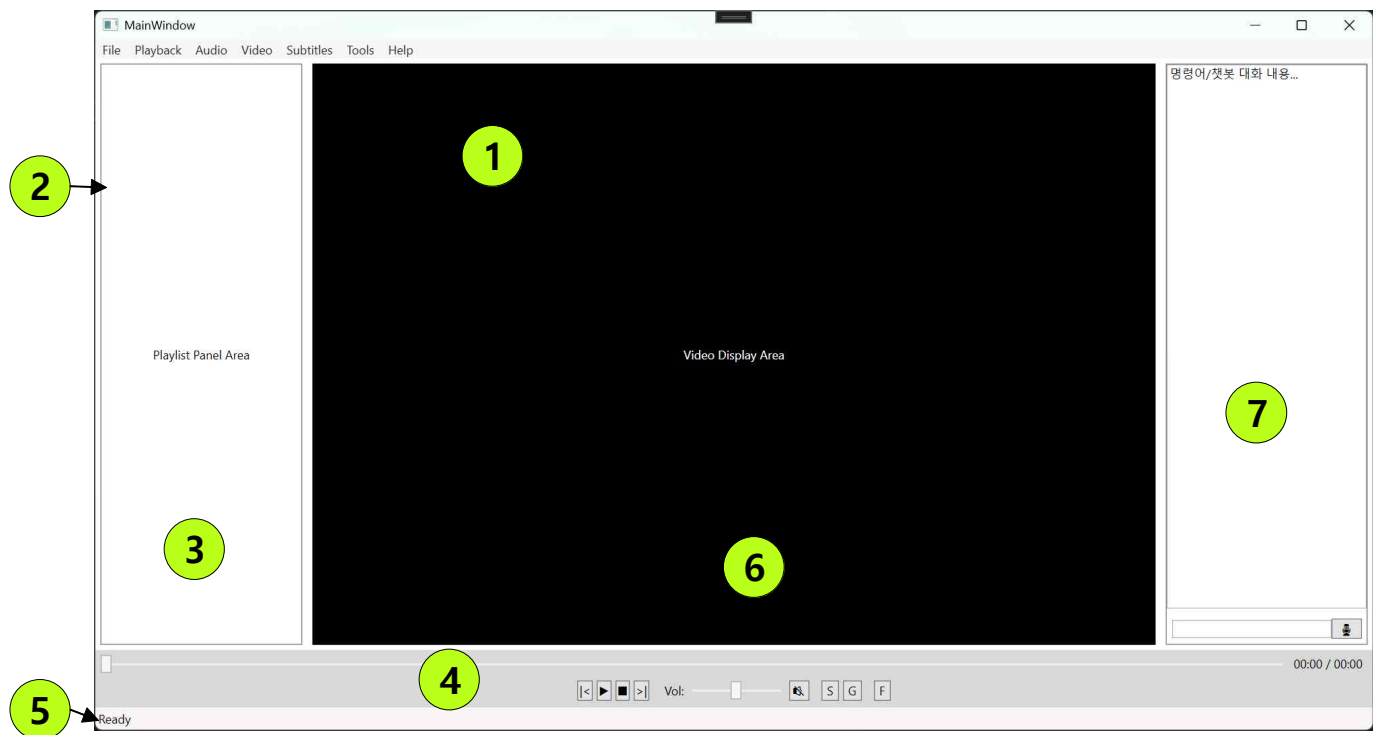 MainWindow
File Playback Audio Video Subtitles Tools Help
명령어/챗봇 대화 내용...
1
2
Playlist Panel Area
Video Display Area
7
3
6
00:00 / 00:00
4
|< ▶ ■ >| Vol: S G F
5
Ready